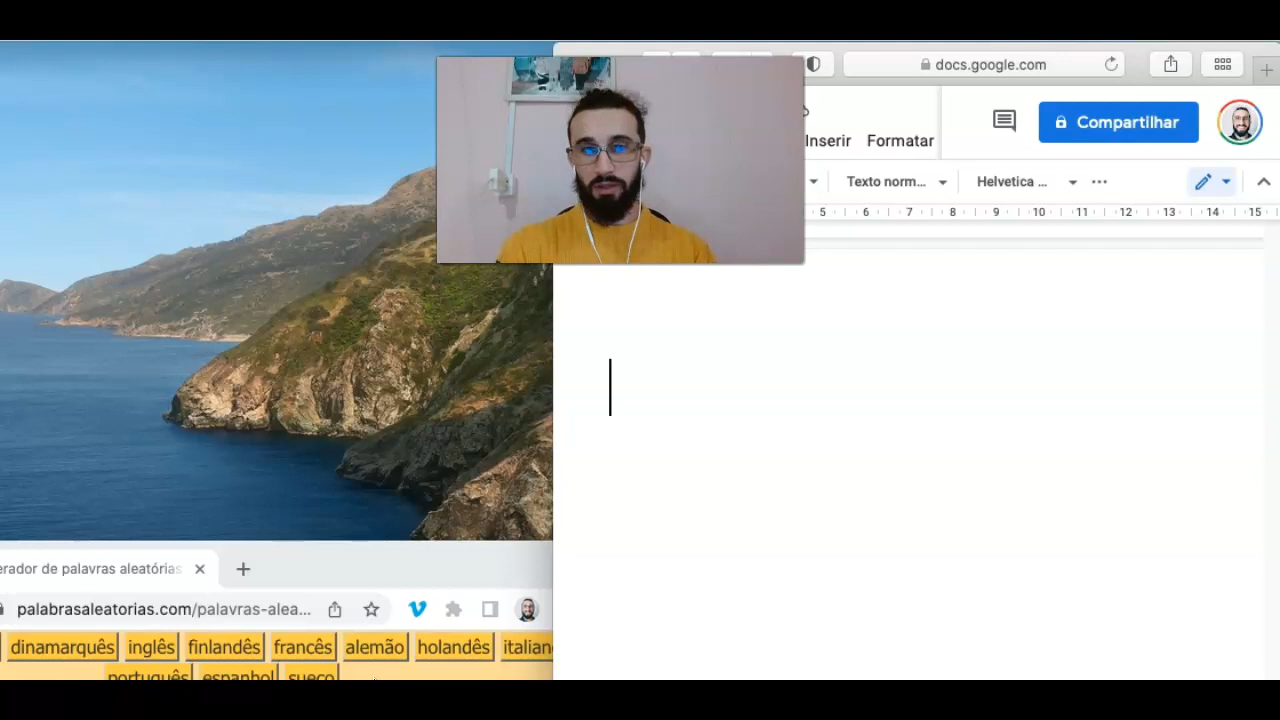 docs.google.com
Compartilhar
Inserir Formatar
Texto norm... Helvetica ...
5 6 7 8 9 10 11 12 13 14 15
erador de palavras aleatórias
palabrasaleatorias.com/palavras-alea...
dinamarquês inglês finlandês francês alemão holandês italian
português espanhol sueco